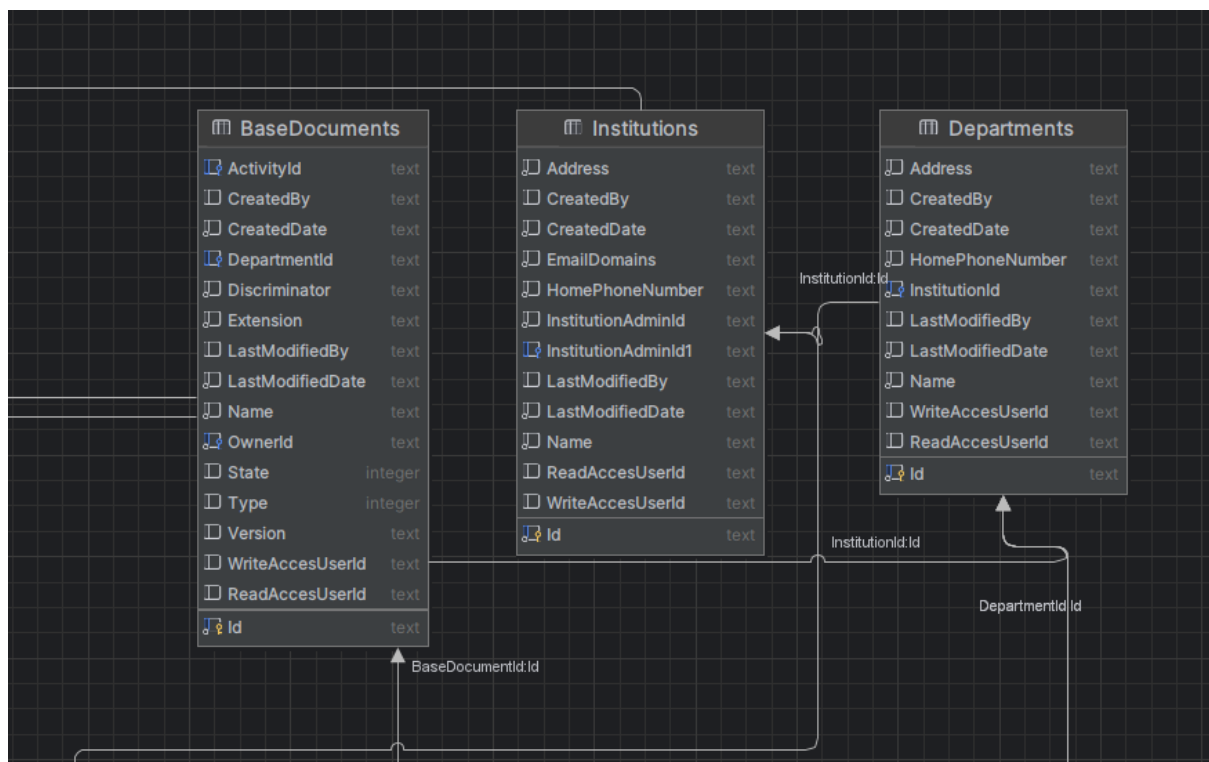 BaseDocuments
ActivityId text
CreatedBy text
CreatedDate text
DepartmentId text
Discriminator text
Extension text
LastModifiedBy text
LastModifiedDate text
Name text
OwnerId text
State integer
Type integer
Version text
WriteAccesUserId text
ReadAccesUserId text
Id text
BaseDocumentId:Id
Institutions
Address text
CreatedBy text
CreatedDate text
EmailDomains text
HomePhoneNumber text
InstitutionAdminId text
InstitutionAdminId1 text
LastModifiedBy text
LastModifiedDate text
Name text
ReadAccesUserId text
WriteAccesUserId text
Id text
InstitutionId:Id
Departments
Address text
CreatedBy text
CreatedDate text
HomePhoneNumber text
InstitutionId text
LastModifiedBy text
LastModifiedDate text
Name text
WriteAccesUserId text
ReadAccesUserId text
Id text
InstitutionId:Id
DepartmentId:Id